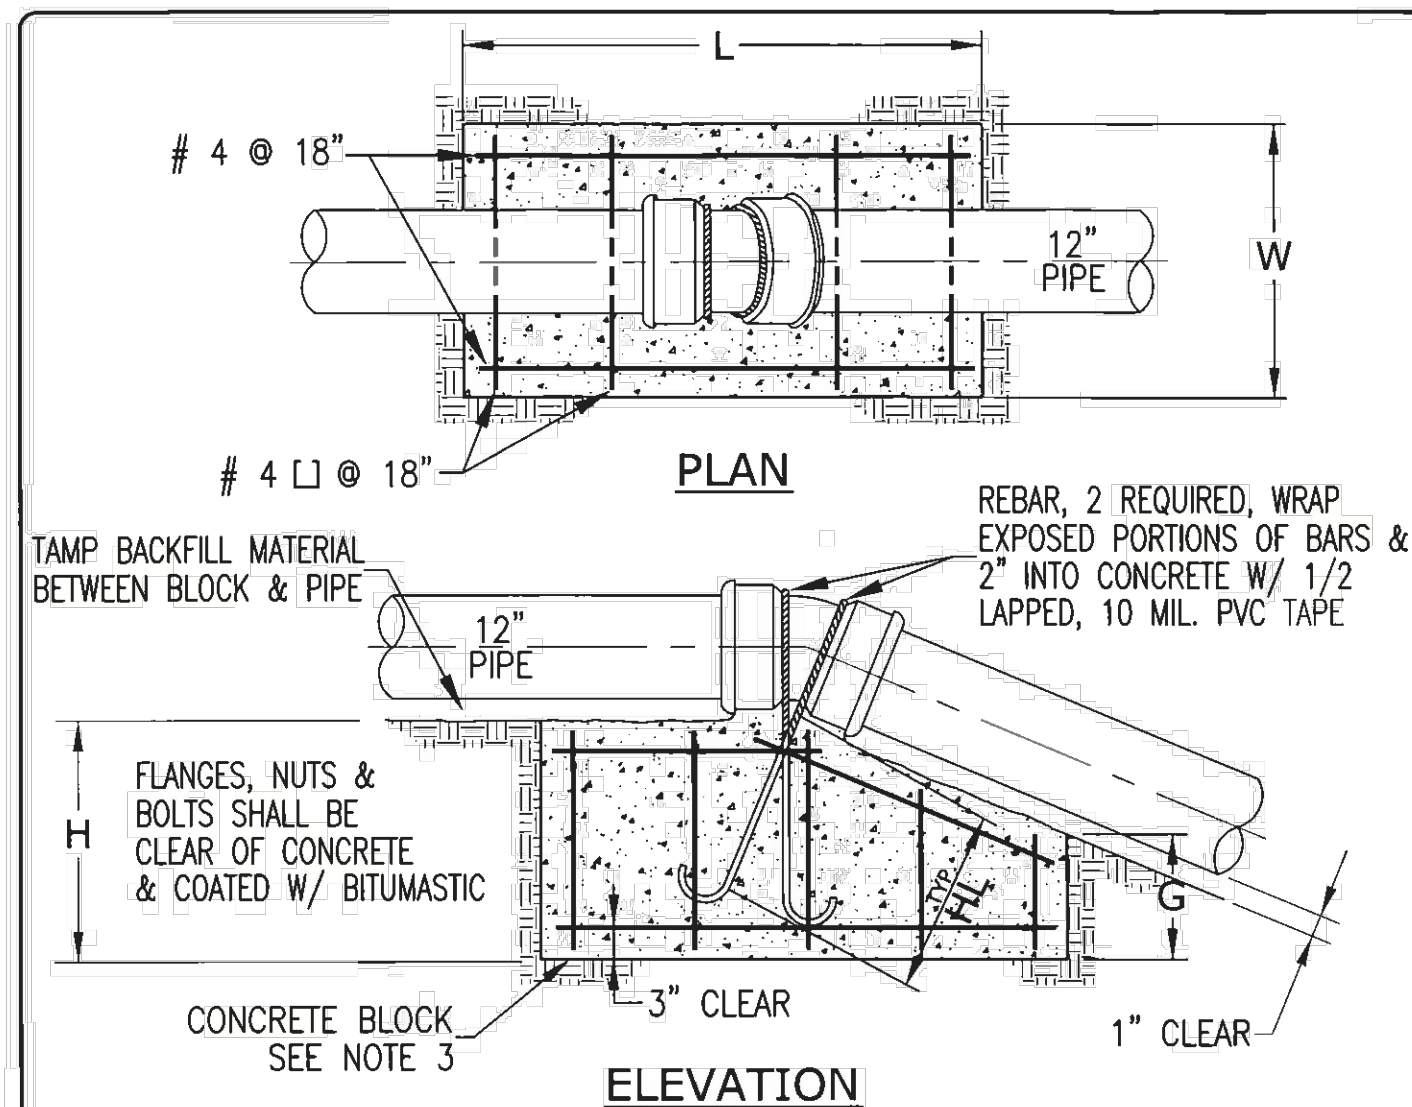 L
# 4 @ 18"
12"
PIPE
W
# 4 [_] @ 18"
PLAN
REBAR, 2 REQUIRED, WRAP
EXPOSED PORTIONS OF BARS &
2" INTO CONCRETE W/ 1/2
LAPPED, 10 MIL. PVC TAPE
TAMP BACKFILL MATERIAL
BETWEEN BLOCK & PIPE
12"
PIPE
FLANGES, NUTS &
BOLTS SHALL BE
CLEAR OF CONCRETE
& COATED W/ BITUMASTIC
H
TYP.
HL
G
3" CLEAR
CONCRETE BLOCK
SEE NOTE 3
1" CLEAR
ELEVATION